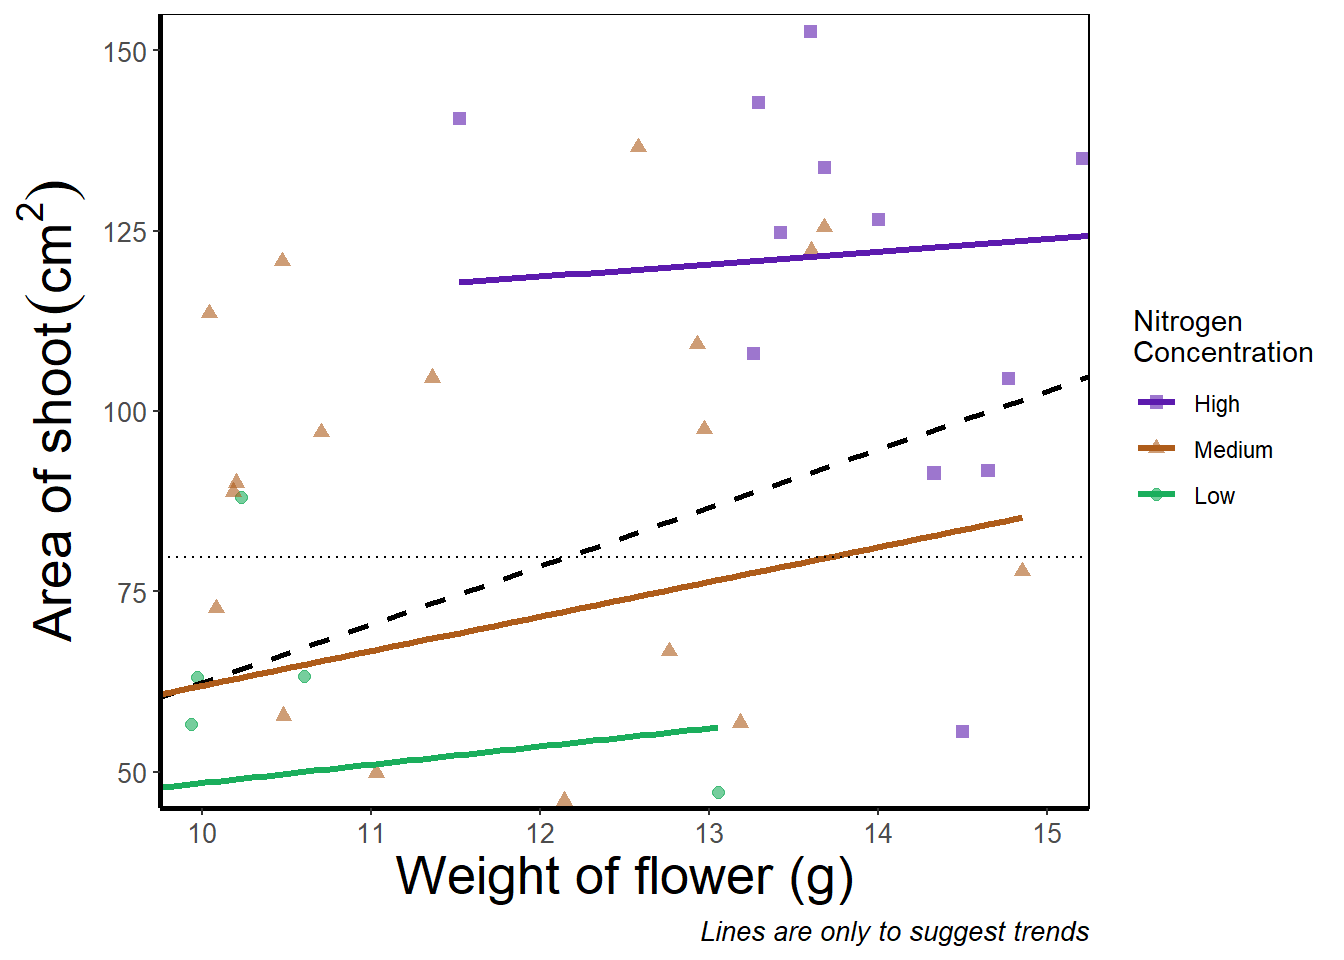 150
125
100
75
50
Area of shoot(cm²)
10 11 12 13 14 15
Weight of flower (g)
Lines are only to suggest trends
Nitrogen
Concentration
High
Medium
Low